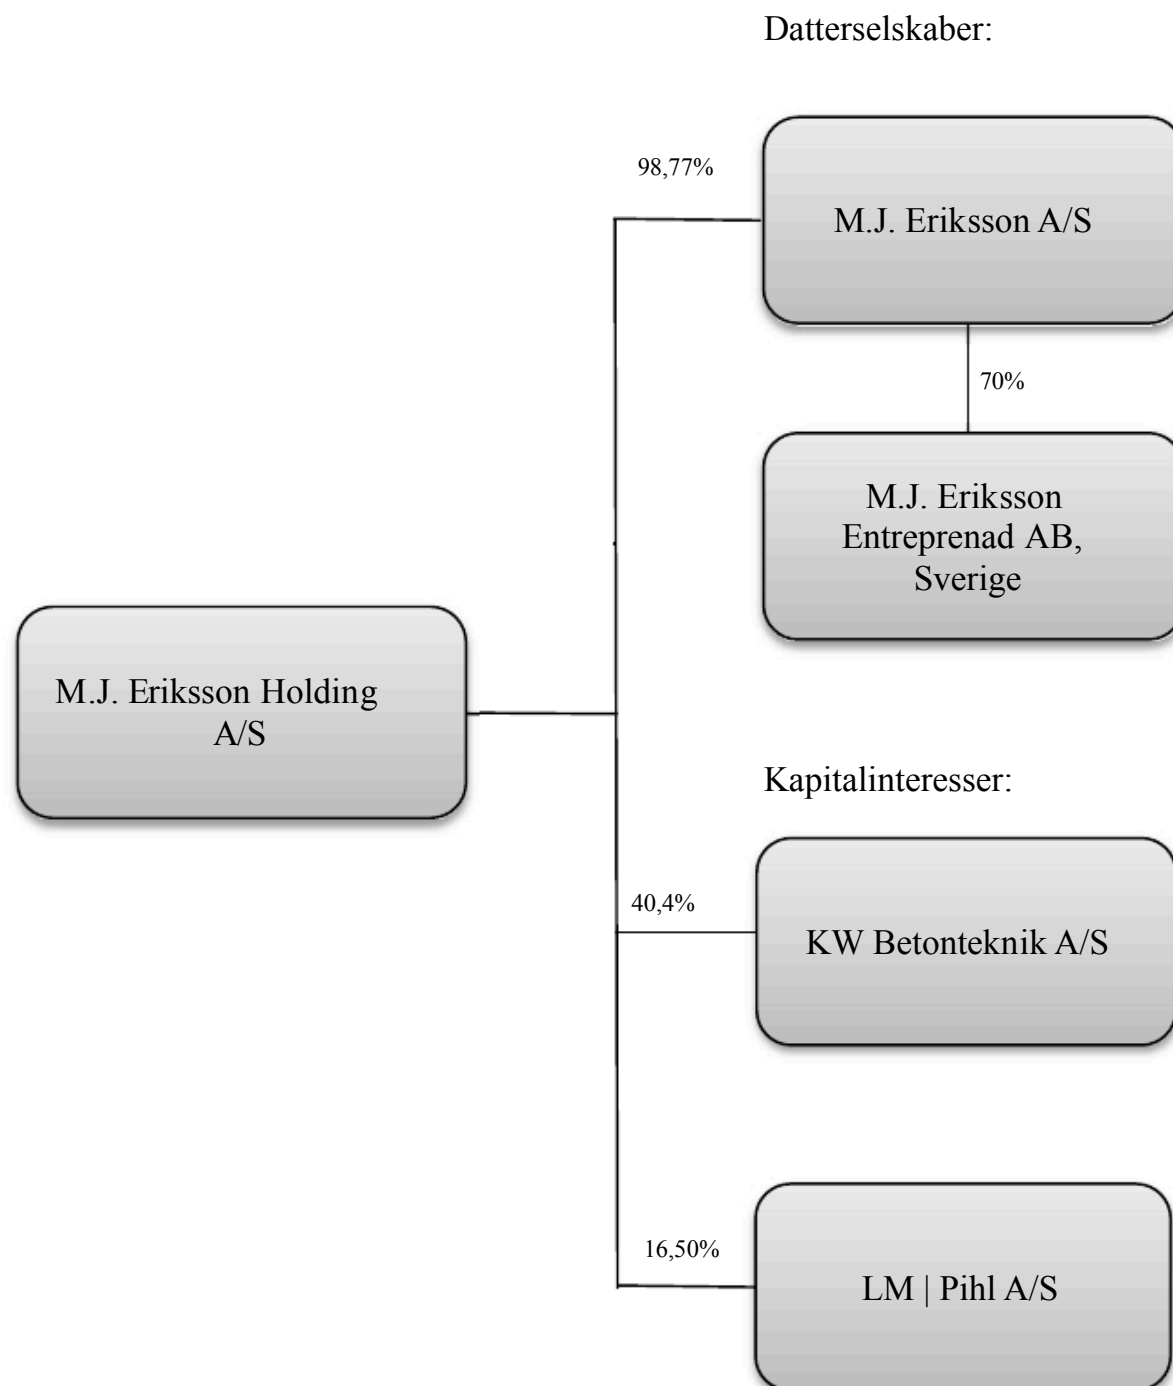 Datterselskaber:
98,77%
M.J. Eriksson A/S
70%
M.J. Eriksson
Entreprenad AB,
Sverige
M.J. Eriksson Holding
A/S
Kapitalinteresser:
40,4%
KW Betonteknik A/S
16,50%
LM | Pihl A/S